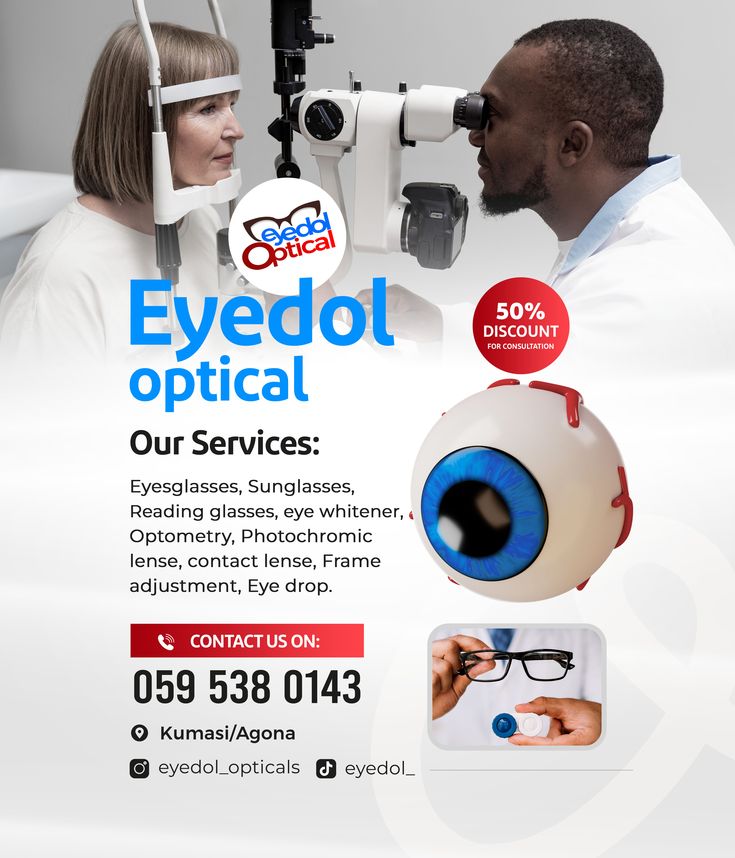 eyedol
Optical
Eyedol
optical
50%
DISCOUNT
FOR CONSULTATION
Our Services:
Eyesglasses, Sunglasses,
Reading glasses, eye whitener,
Optometry, Photochromic
lense, contact lense, Frame
adjustment, Eye drop.
CONTACT US ON:
059 538 0143
Kumasi/Agona
eyedol_opticals
eyedol_